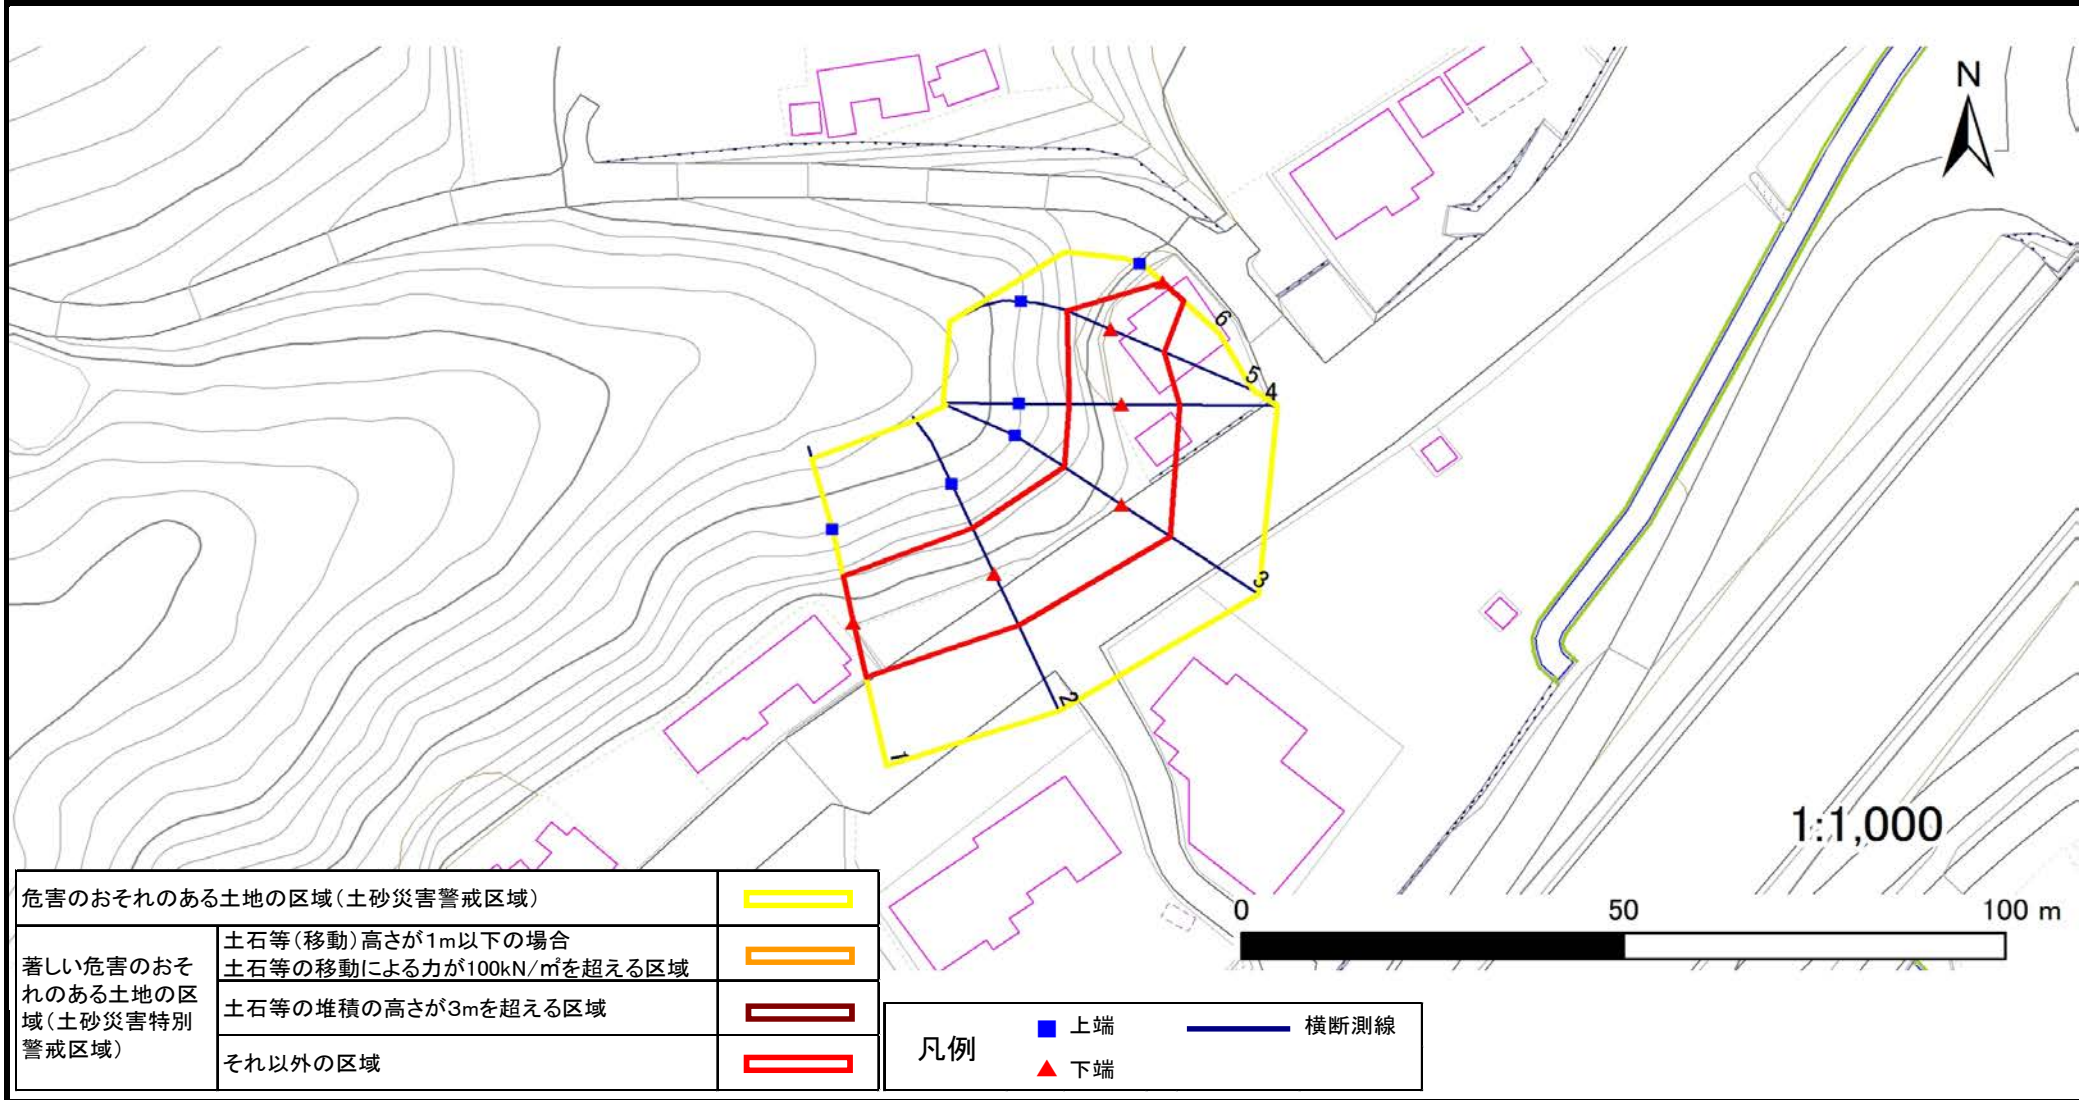 N
6
5
4
3
2
1
1:1,000
0 50 100 m
危害のおそれのある土地の区域(土砂災害警戒区域)
著しい危害のおそ
れのある土地の区
域(土砂災害特別
警戒区域)
土石等(移動)高さが1m以下の場合
土石等の移動による力が100kN/㎡を超える区域
土石等の堆積の高さが3mを超える区域
それ以外の区域
凡例
上端
横断測線
下端